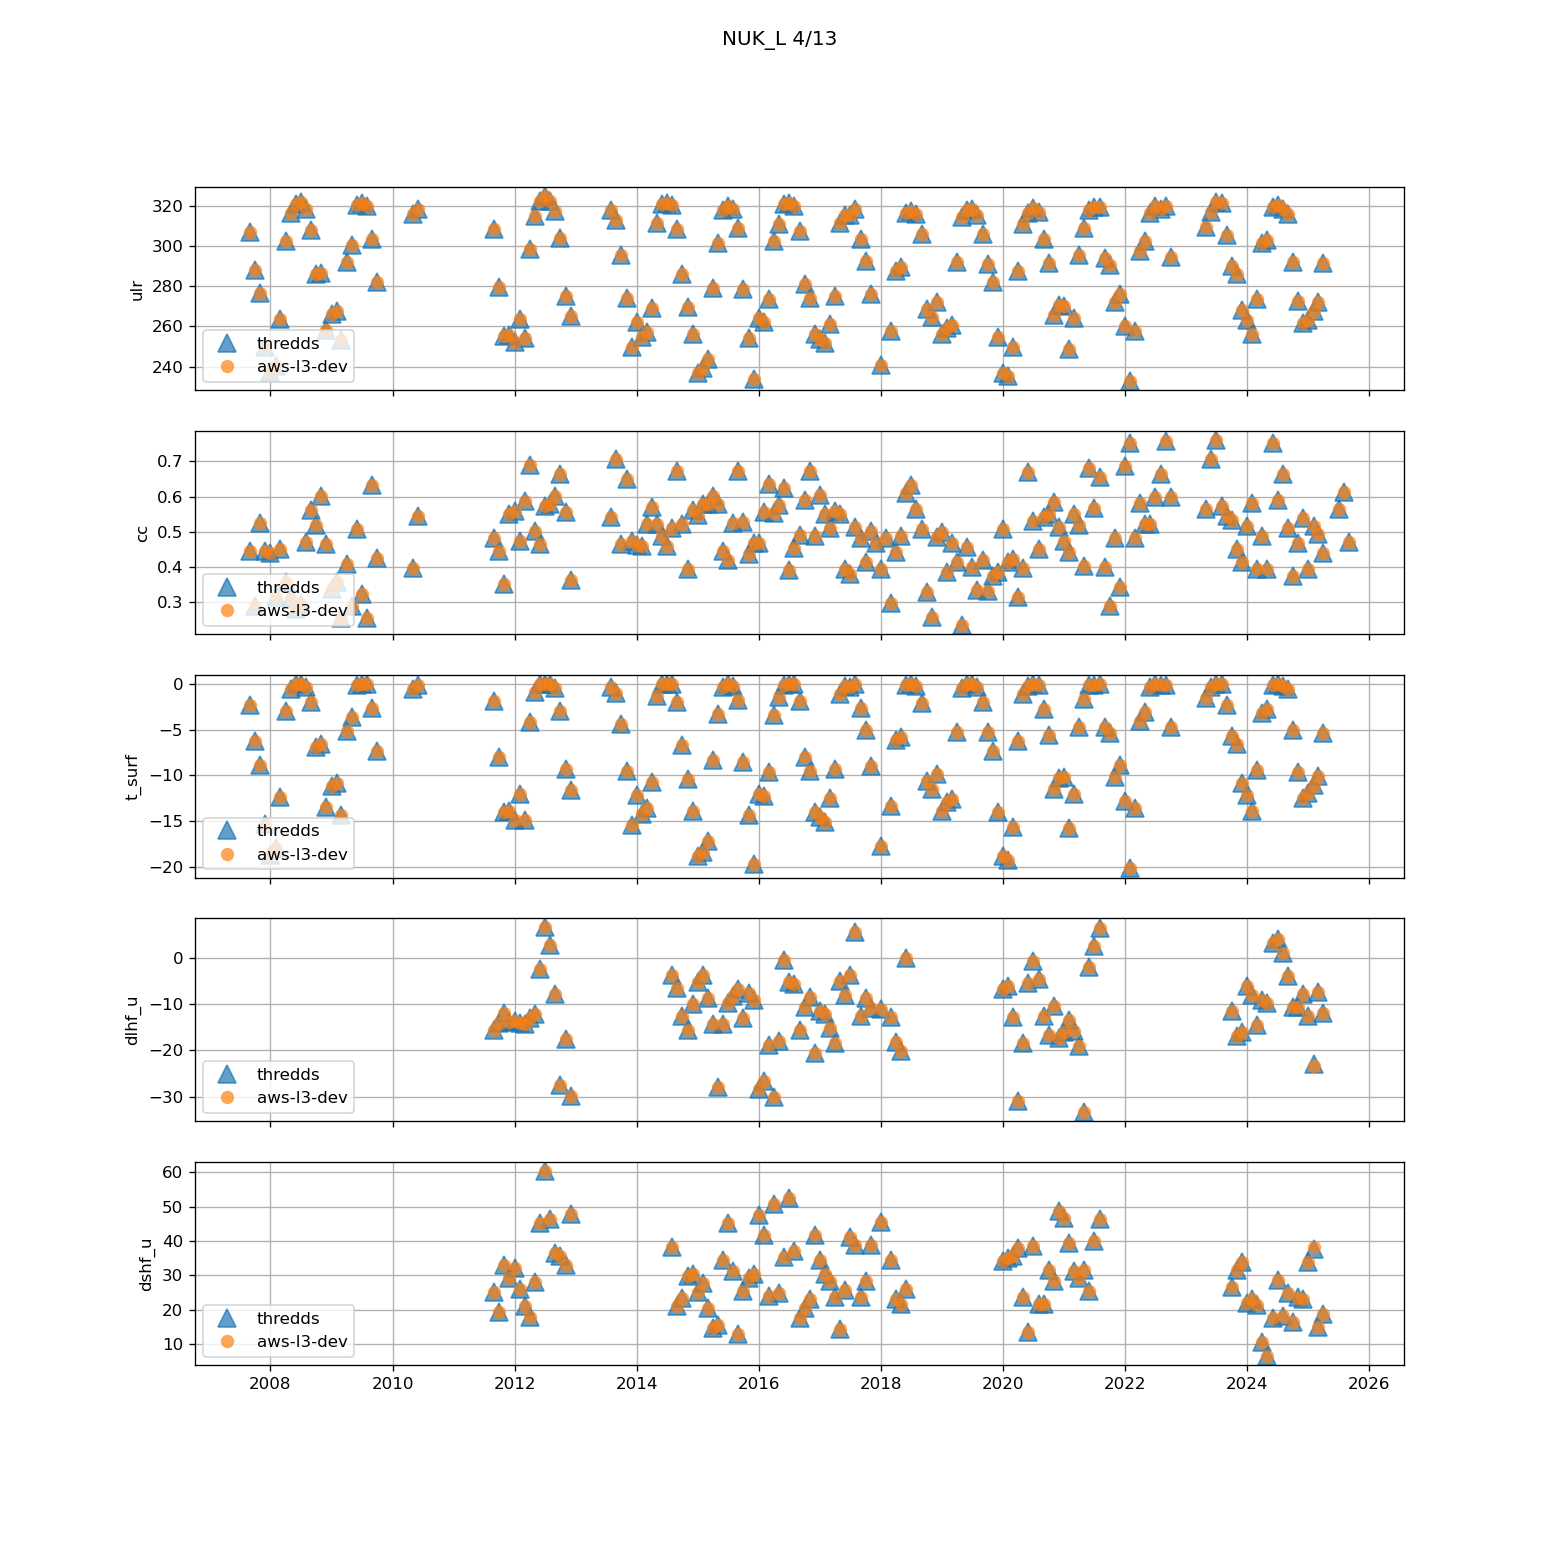 NUK_L 4/13
320
300
280
260
240
ulr
thredds
aws-l3-dev
0.7
0.6
0.5
0.4
0.3
cc
thredds
aws-l3-dev
0
−5
−10
−15
−20
t_surf
thredds
aws-l3-dev
0
−10
−20
−30
dlhf_u
thredds
aws-l3-dev
60
50
40
30
20
10
dshf_u
thredds
aws-l3-dev
2008 2010 2012 2014 2016 2018 2020 2022 2024 2026